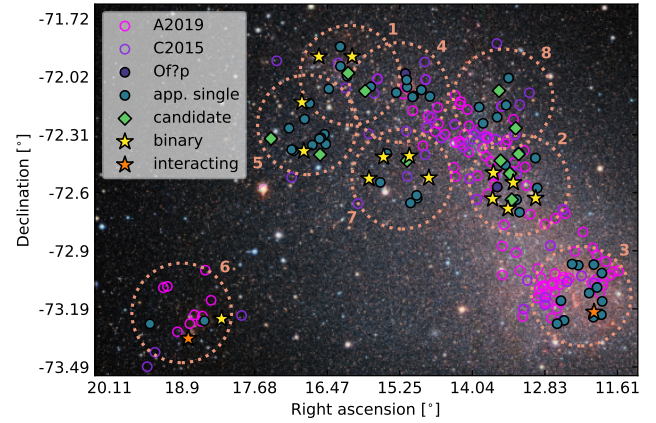 -71.72
-72.02
-72.31
-72.6
-72.9
-73.19
-73.49
Declination [°]
A2019
C2015
Of?p
app. single
candidate
binary
interacting
1
4
8
5
2
7
3
6
20.11 18.9 17.68 16.47 15.25 14.04 12.83 11.61
Right ascension [°]